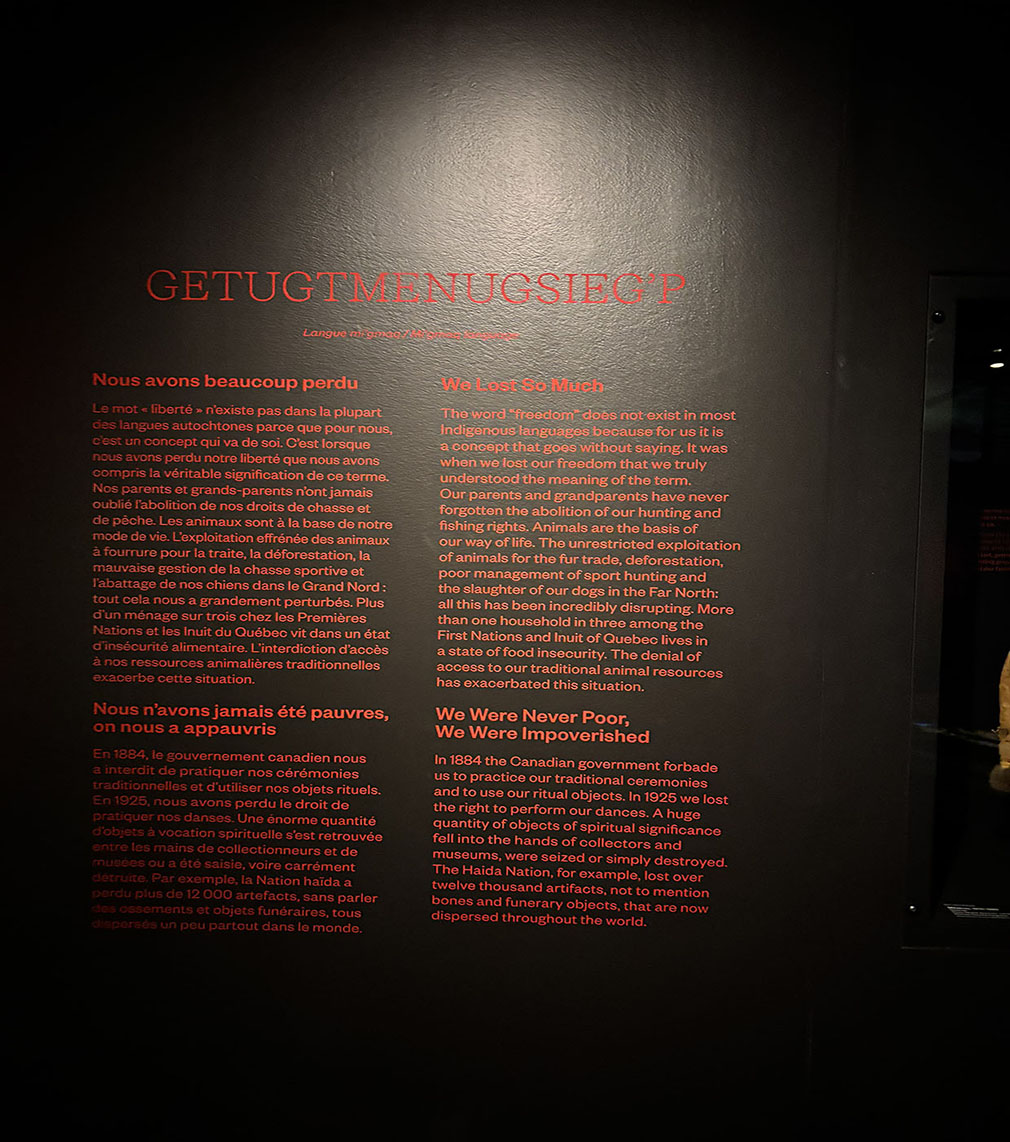 GETUGTMENUGSIEG'P
Langue mi'gmaq / Mi'gmaq
Nous avons beaucoup perdu
Le mot « liberté » n'existe pas dans la plupart
des langues autochtones parce que pour nous,
c'est un concept qui va de soi. C'est lorsque
nous avons perdu notre liberté que nous avons
compris la véritable signification de ce terme.
Nos parents et grands-parents n'ont jamais
oublié l'abolition de nos droits de chasse et
de pêche. Les animaux sont à la base de notre
mode de vie. L'exploitation effrénée des animaux
à fourrure pour la traite, la déforestation, la
mauvaise gestion de la chasse sportive et
l'abattage de nos chiens dans le Grand Nord :
tout cela nous a grandement perturbés. Plus
d'un ménage sur trois chez les Premières
Nations et les Inuit du Québec vit dans un état
d'insécurité alimentaire. L'interdiction d'accès
à nos ressources animalières traditionnelles
exacerbe cette situation.
Nous n'avons jamais été pauvres,
on nous a appauvris
En 1884, le gouvernement canadien nous
a interdit de pratiquer nos cérémonies
traditionnelles et d'utiliser nos objets rituels.
En 1925, nous avons perdu le droit de
pratiquer nos danses. Une énorme quantité
d'objets à vocation spirituelle s'est retrouvée
entre les mains de collectionneurs et de
musées ou a été saisie, voire carrément
détruite. Par exemple, la Nation haïda a
perdu plus de 12 000 artefacts, sans parler
des ossements et objets funéraires, tous
dispersés un peu partout dans le monde.
We Lost So Much
The word "freedom" does not exist in most
Indigenous languages because for us it is
a concept that goes without saying. It was
when we lost our freedom that we truly
understood the meaning of the term.
Our parents and grandparents have never
forgotten the abolition of our hunting and
fishing rights. Animals are the basis of
our way of life. The unrestricted exploitation
of animals for the fur trade, deforestation,
poor management of sport hunting and
the slaughter of our dogs in the Far North:
all this has been incredibly disrupting. More
than one household in three among the
First Nations and Inuit of Quebec lives in
a state of food insecurity. The denial of
access to our traditional animal resources
has exacerbated this situation.
We Were Never Poor,
We Were Impoverished
In 1884 the Canadian government forbade
us to practice our traditional ceremonies
and to use our ritual objects. In 1925 we lost
the right to perform our dances. A huge
quantity of objects of spiritual significance
fell into the hands of collectors and
museums, were seized or simply destroyed.
The Haida Nation, for example, lost over
twelve thousand artifacts, not to mention
bones and funerary objects, that are now
dispersed throughout the world.